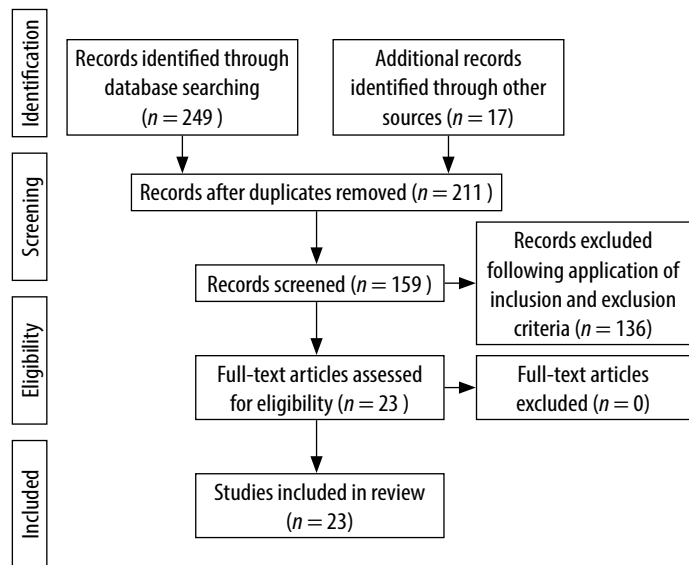 Identification
Records identified through
database searching
(n = 249 )
Additional records
identified through other
sources (n = 17)
Screening
Records after duplicates removed (n = 211 )
Records screened (n = 159 )
Records excluded
following application of
inclusion and exclusion
criteria (n = 136)
Eligibility
Full-text articles assessed
for eligibility (n = 23 )
Full-text articles
excluded (n = 0)
Included
Studies included in review
(n = 23)